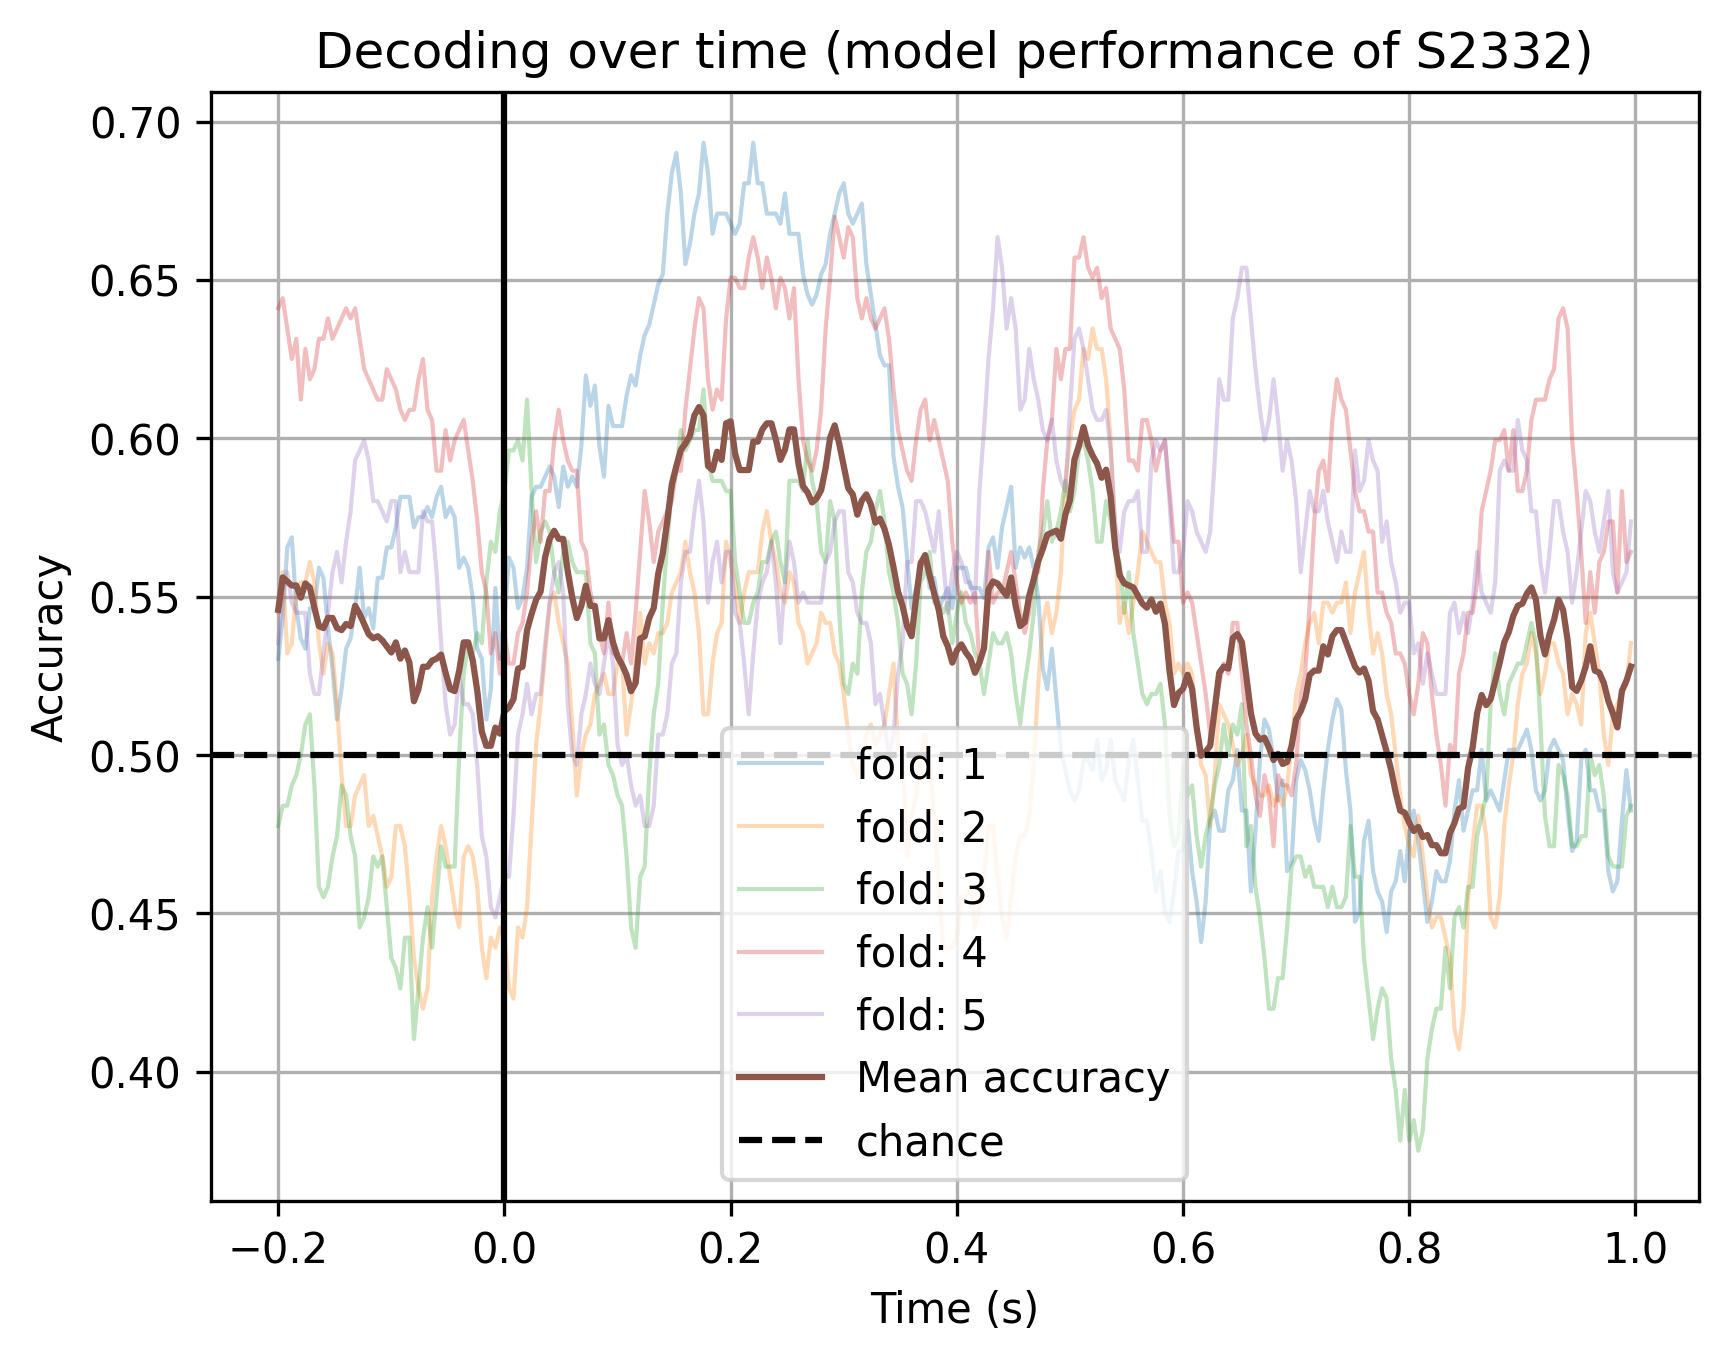 Decoding over time (model performance of S2332)
Accuracy
0.70
0.65
0.60
0.55
0.50
0.45
0.40
fold: 1
fold: 2
fold: 3
fold: 4
fold: 5
Mean accuracy
chance
−0.2 0.0 0.2 0.4 0.6 0.8 1.0
Time (s)